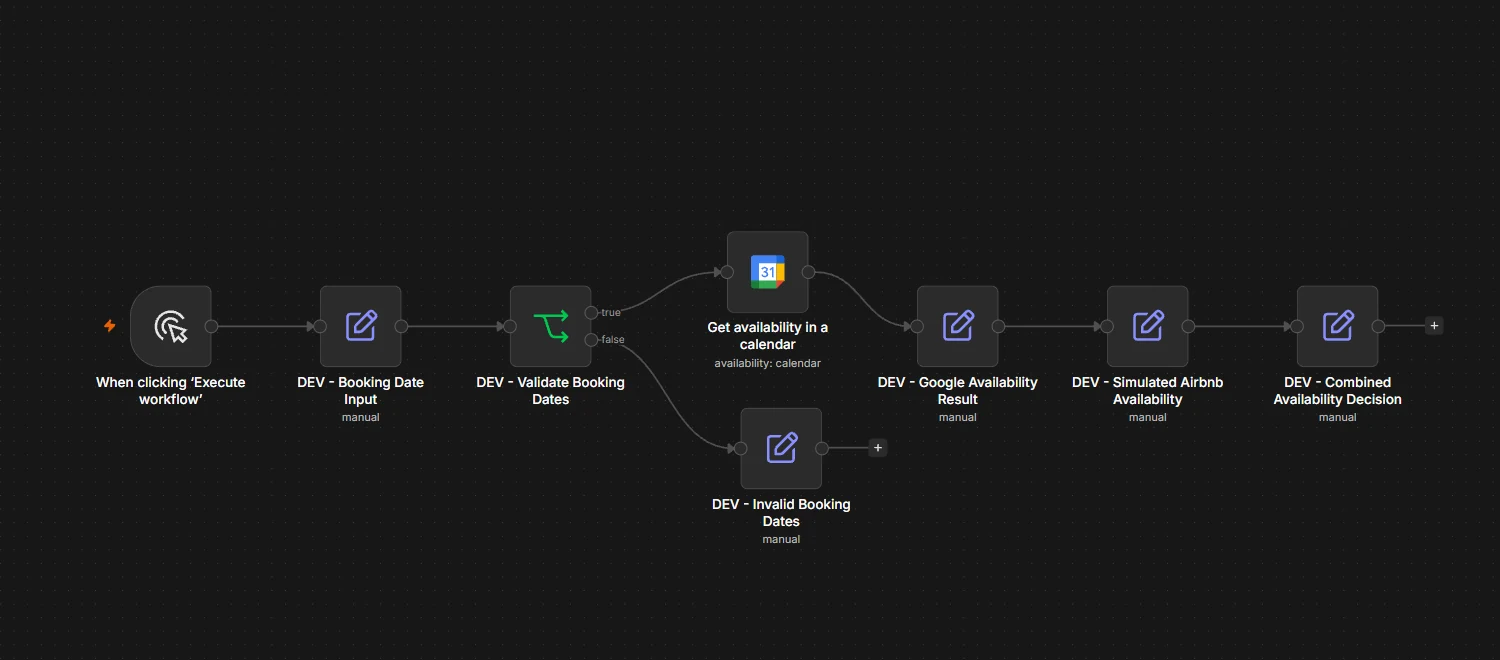 When clicking ‘Execute
workflow’
DEV - Booking Date
Input
manual
DEV - Validate Booking
Dates
true
false
31
Get availability in a
calendar
availability: calendar
DEV - Invalid Booking
Dates
manual
DEV - Google Availability
Result
manual
DEV - Simulated Airbnb
Availability
manual
DEV - Combined
Availability Decision
manual